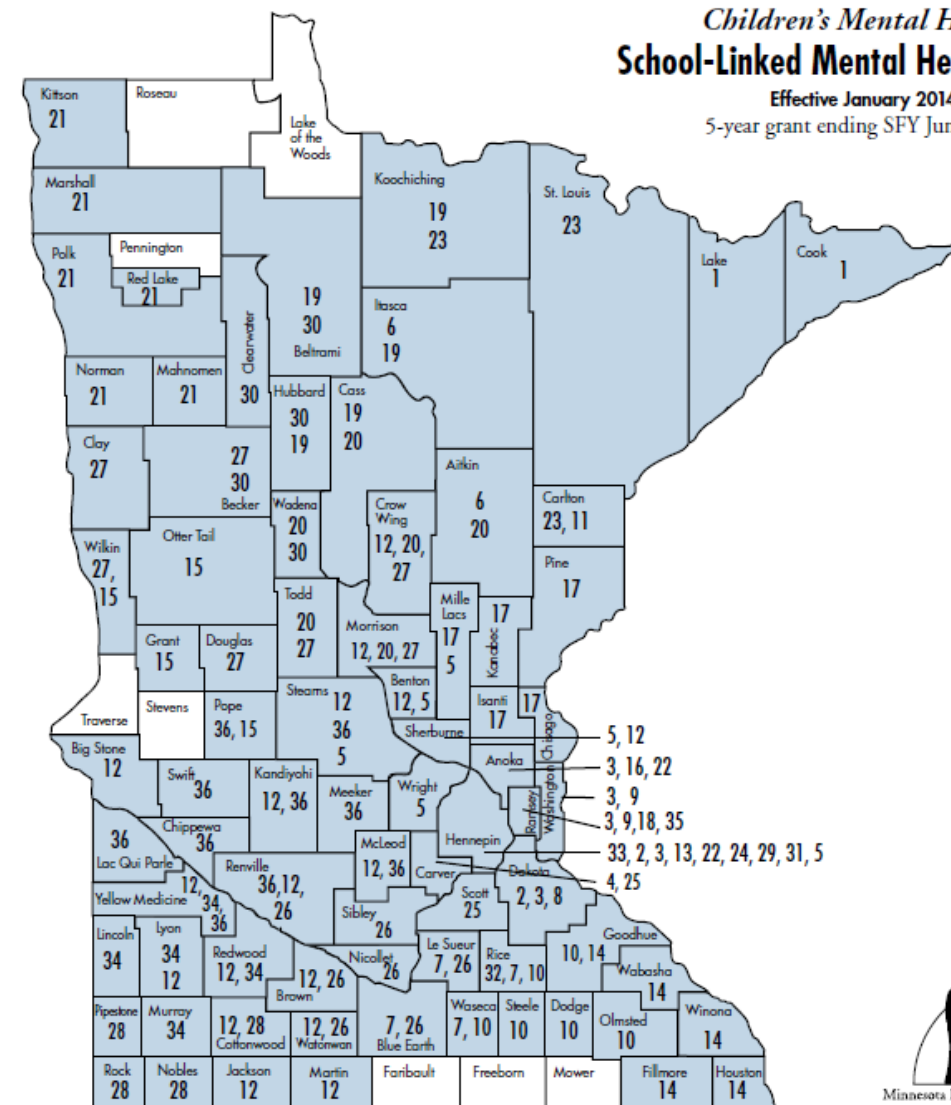 Children's Mental H
School-Linked Mental He
Effective January 2014
5-year grant ending SFY Jun
Kittson
21
Roseau
Lake
of the
Woods
Marshall
21
Koochiching
19
23
St. Louis
23
Polk
21
Pennington
Red Lake
21
Lake
1
Cook
1
Clearwater
30
19
30
Beltrami
Itasca
6
19
Norman
21
Mahnomen
21
Hubbard
30
19
Cass
19
20
Clay
27
27
30
Becker
Aitkin
6
20
Wadena
20
30
Crow
Wing
12, 20,
27
Carlton
23, 11
Wilkin
27,
15
Otter Tail
15
Pine
17
Todd
20
27
Morrison
12, 20, 27
Mille
Lacs
17
5
17
Kanabec
Grant
15
Douglas
27
Benton
12, 5
Isanti
17
17
Chisago
Traverse
Stevens
Pope
36, 15
Stearns
12
36
5
Sherburne
5, 12
Big Stone
12
Swift
36
Kandiyohi
12, 36
Meeker
36
Wright
5
Anoka
3, 16, 22
Washington
3, 9
Ramsey
3, 9,18, 35
Hennepin
33, 2, 3, 13, 22, 24, 29, 31, 5
36
Lac Qui Parle
Chippewa
36
McLeod
12, 36
Carver
4, 25
Renville
36,12,
26
Dakota
2, 3, 8
Scott
25
Yellow Medicine
12,
34,
36
Sibley
26
Lincoln
34
Lyon
34
12
Redwood
12, 34
Nicollet
26
Le Sueur
7, 26
Rice
32, 7, 10
Goodhue
10, 14
Wabasha
14
12, 26
Brown
Pipestone
28
Murray
34
12, 28
Cottonwood
12, 26
Watonwan
7, 26
Blue Earth
Waseca
7, 10
Steele
10
Dodge
10
Olmsted
10
Winona
14
Rock
28
Nobles
28
Jackson
12
Martin
12
Faribault
Freeborn
Mower
Fillmore
14
Houston
14
Minnesota